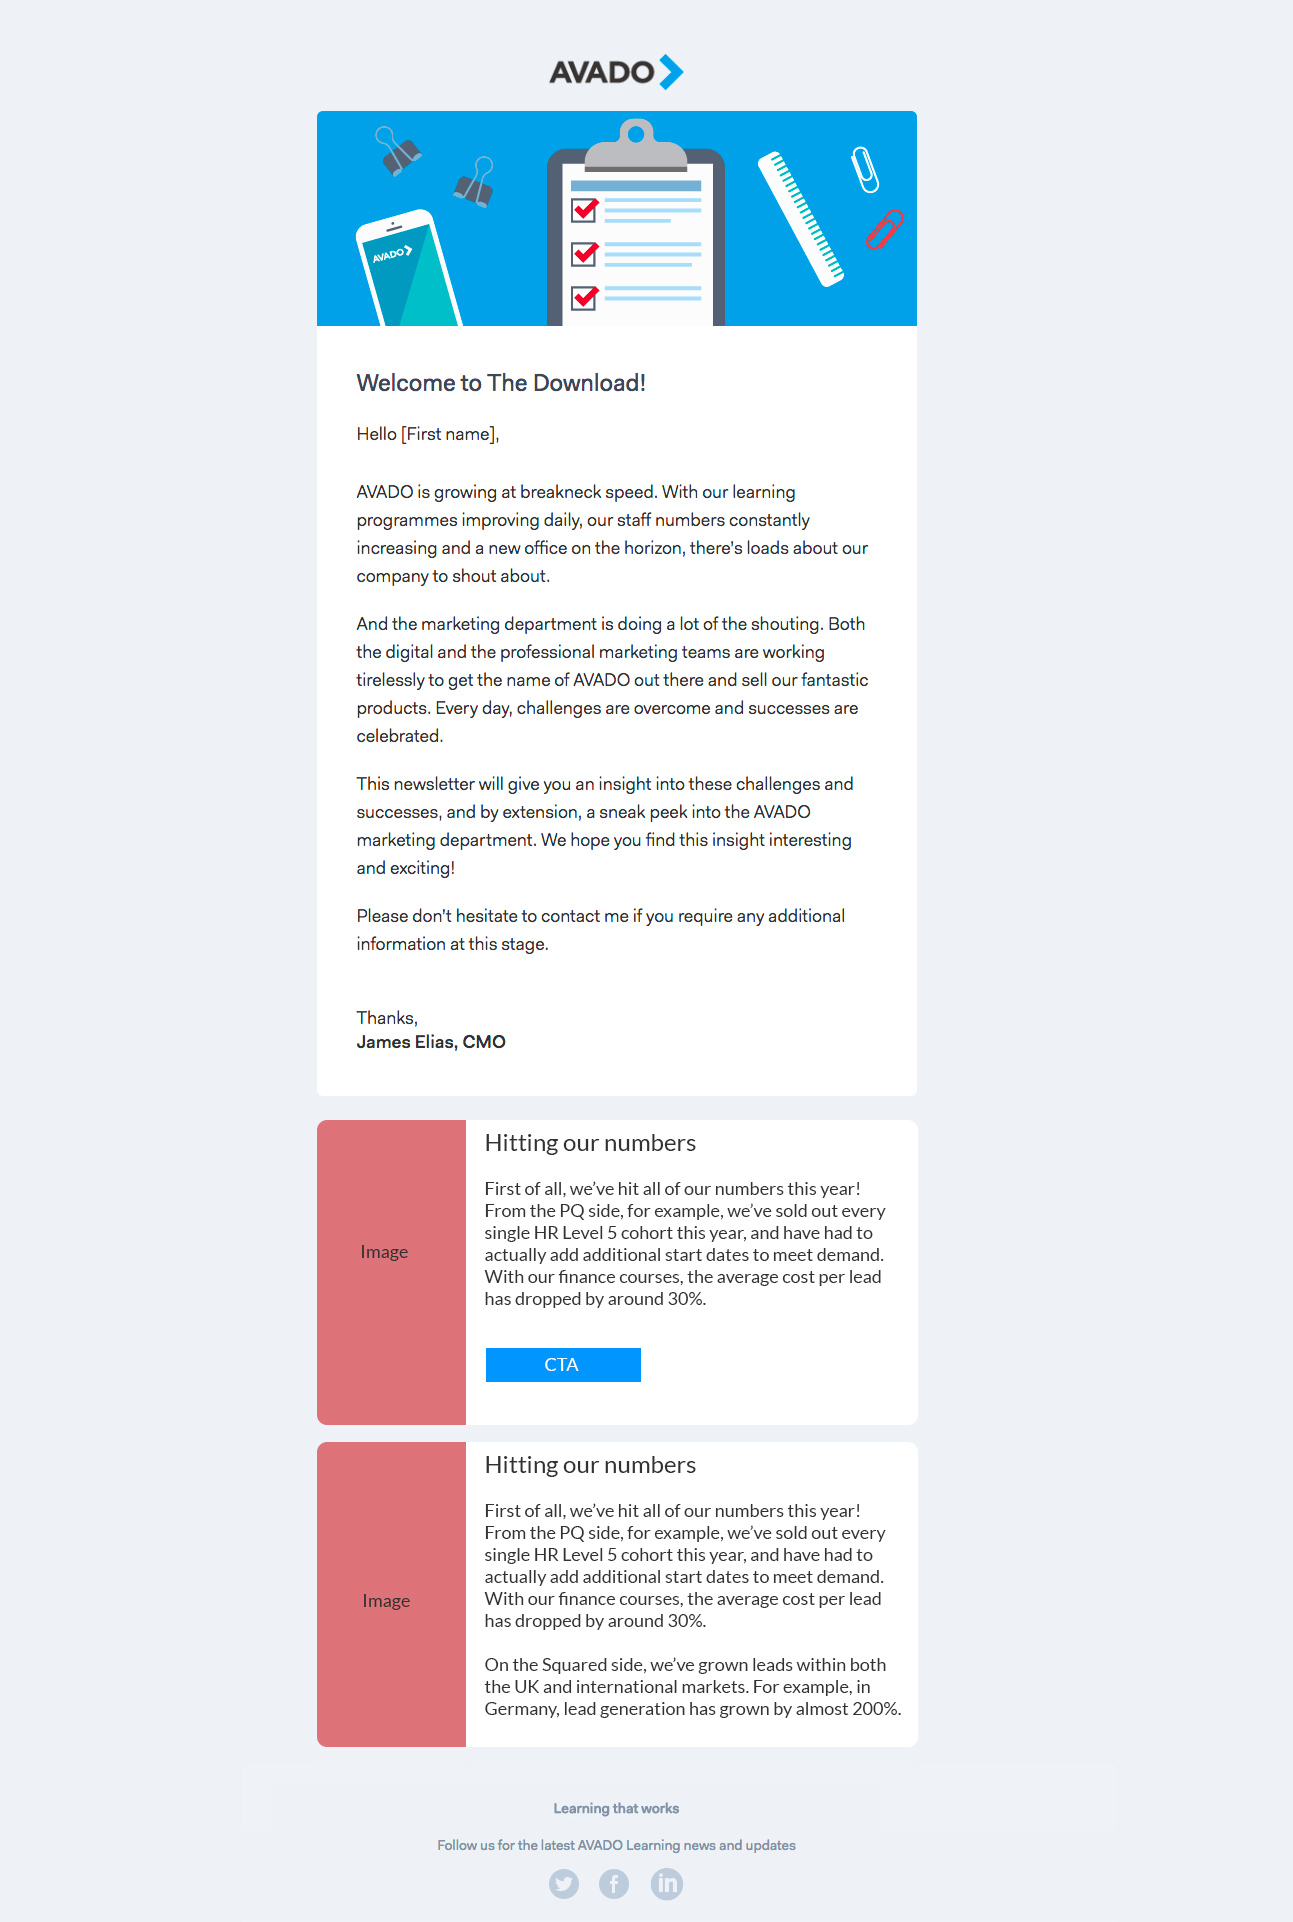 AVADO
AVADO
Welcome to The Download!
Hello [First name],
AVADO is growing at breakneck speed. With our learning
programmes improving daily, our staff numbers constantly
increasing and a new office on the horizon, there's loads about our
company to shout about.
And the marketing department is doing a lot of the shouting. Both
the digital and the professional marketing teams are working
tirelessly to get the name of AVADO out there and sell our fantastic
products. Every day, challenges are overcome and successes are
celebrated.
This newsletter will give you an insight into these challenges and
successes, and by extension, a sneak peek into the AVADO
marketing department. We hope you find this insight interesting
and exciting!
Please don't hesitate to contact me if you require any additional
information at this stage.
Thanks,
James Elias, CMO
Image
Hitting our numbers
First of all, we’ve hit all of our numbers this year!
From the PQ side, for example, we’ve sold out every
single HR Level 5 cohort this year, and have had to
actually add additional start dates to meet demand.
With our finance courses, the average cost per lead
has dropped by around 30%.
CTA
Image
Hitting our numbers
First of all, we’ve hit all of our numbers this year!
From the PQ side, for example, we’ve sold out every
single HR Level 5 cohort this year, and have had to
actually add additional start dates to meet demand.
With our finance courses, the average cost per lead
has dropped by around 30%.
On the Squared side, we’ve grown leads within both
the UK and international markets. For example, in
Germany, lead generation has grown by almost 200%.
Learning that works
Follow us for the latest AVADO Learning news and updates